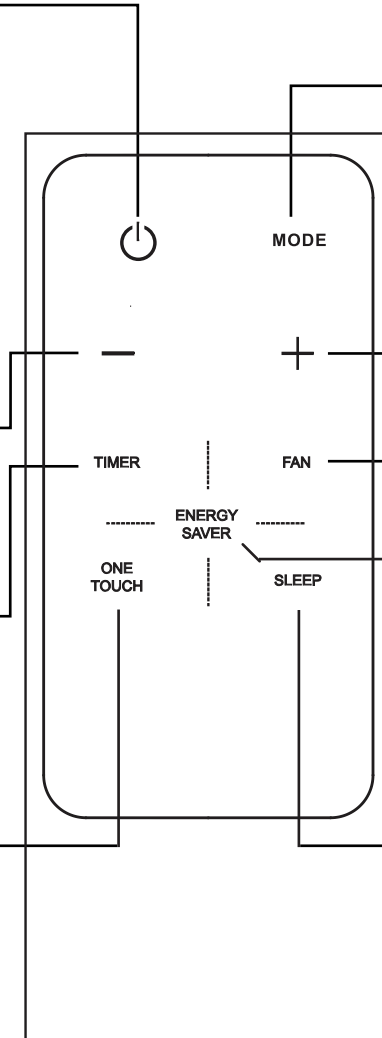 MODE
− +
TIMER
FAN
ENERGY
SAVER
ONE
TOUCH
SLEEP